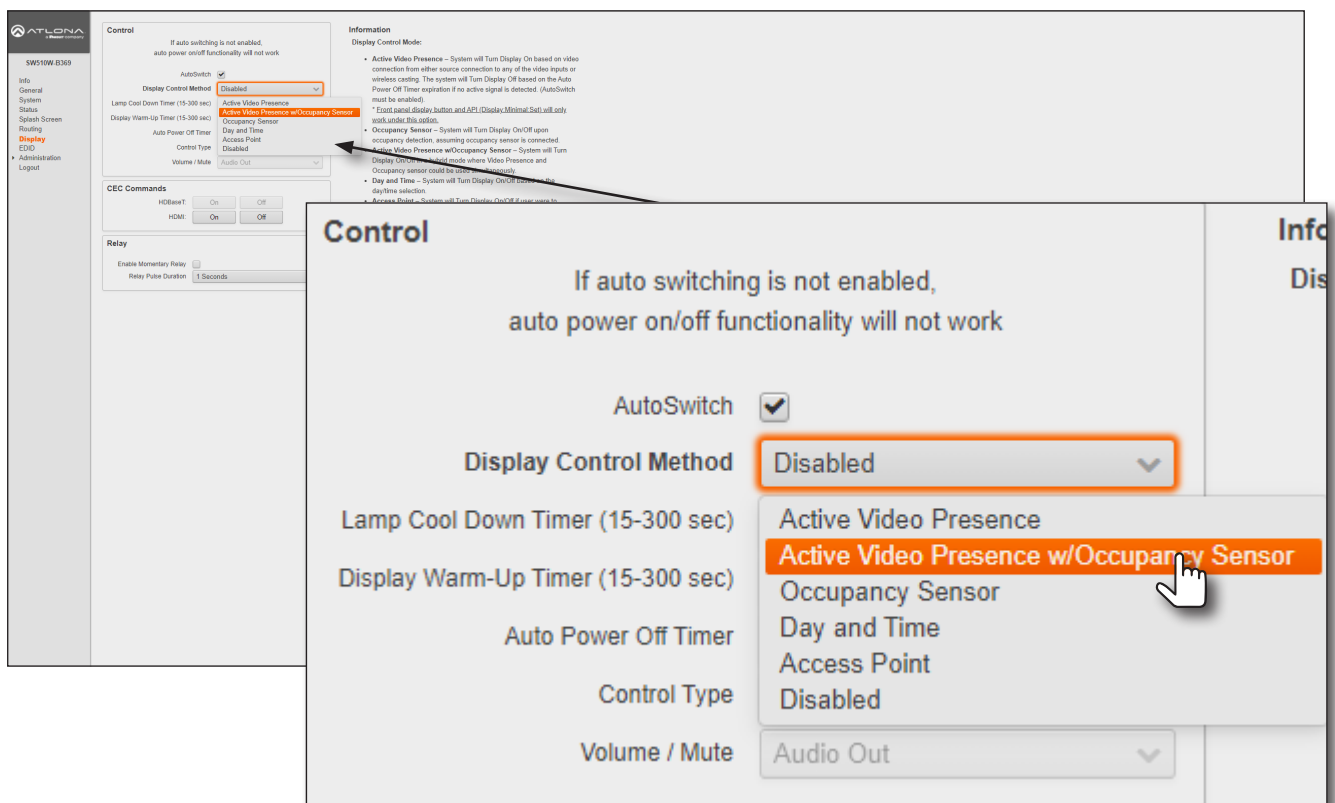 ATLONA
a Panduit company
SW510W-B369
Info
General
System
Status
Splash Screen
Routing
Display
EDID
Administration
Logout
Control
If auto switching is not enabled,
auto power on/off functionality will not work
AutoSwitch
Display Control Method Disabled
Lamp Cool Down Timer (15-300 sec)
Display Warm-Up Timer (15-300 sec)
Auto Power Off Timer
Control Type
Volume / Mute Audio Out
Active Video Presence
Active Video Presence w/Occupancy Sensor
Occupancy Sensor
Day and Time
Access Point
Disabled
CEC Commands
HDBaseT: On Off
HDMI: On Off
Relay
Enable Momentary Relay
Relay Pulse Duration 1 Seconds
Information
Display Control Mode:
• Active Video Presence – System will Turn Display On based on video
connection from either source connection to any of the video inputs or
wireless casting. The system will Turn Display Off based on the Auto
Power Off Timer expiration if no active signal is detected. (AutoSwitch
must be enabled).
* Front panel display button and API (Display Minimal Set) will only
work under this option.
• Occupancy Sensor – System will Turn Display On/Off upon
occupancy detection, assuming occupancy sensor is connected.
• Active Video Presence w/Occupancy Sensor – System will Turn
Display On/Off in a hybrid mode where Video Presence and
Occupancy sensor could be used simultaneously.
• Day and Time – System will Turn Display On/Off based on the
day/time selection.
• Access Point – System will Turn Display On/Off if user were to
Control
If auto switching is not enabled,
auto power on/off functionality will not work
AutoSwitch
Display Control Method Disabled
Lamp Cool Down Timer (15-300 sec)
Display Warm-Up Timer (15-300 sec)
Auto Power Off Timer
Control Type
Volume / Mute Audio Out
Active Video Presence
Active Video Presence w/Occupancy Sensor
Occupancy Sensor
Day and Time
Access Point
Disabled
Info
Dis